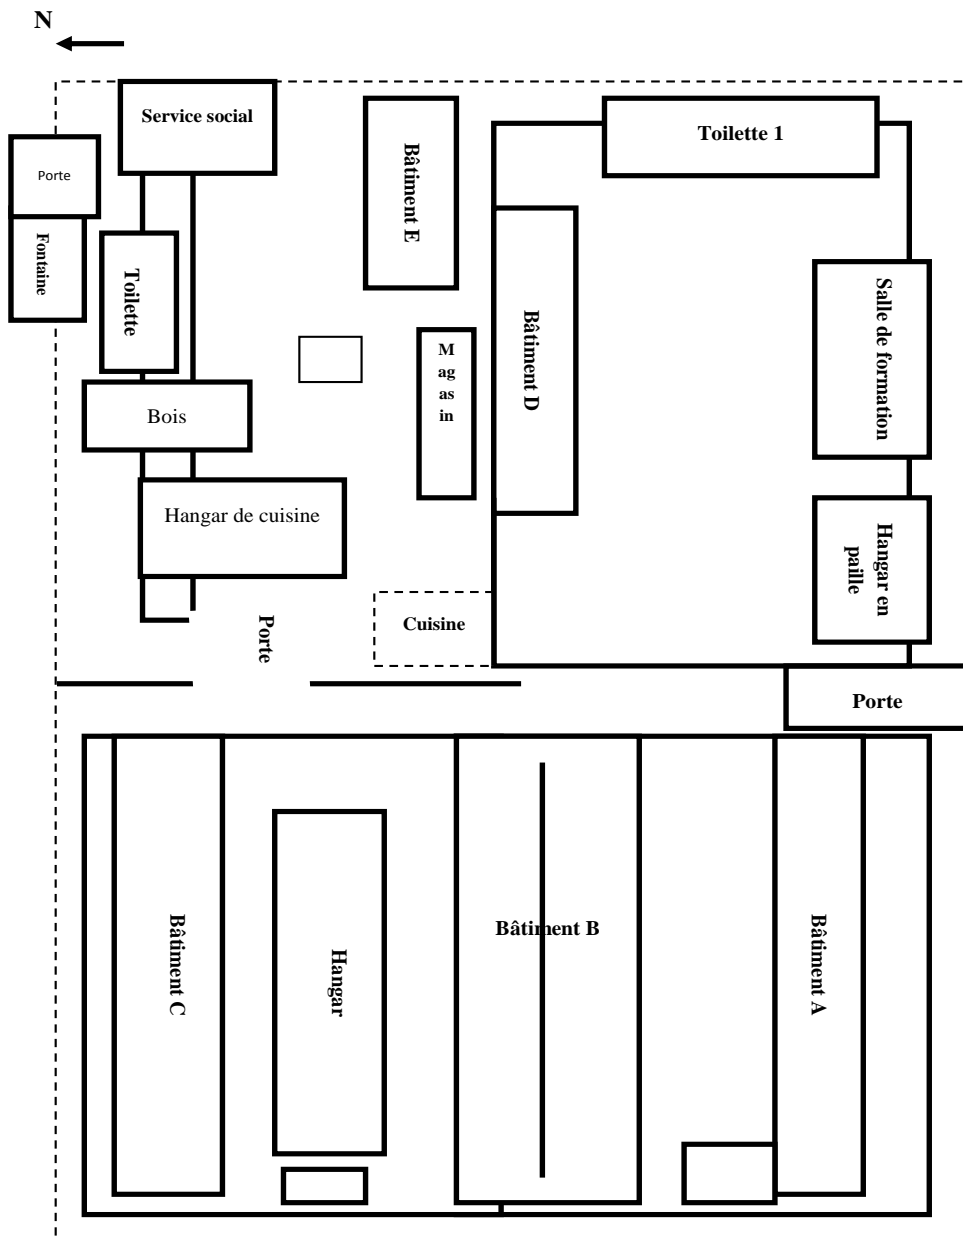 N
Service social
Toilette 1
Porte
Bâtiment E
Fontaine
Toilette
Salle de formation
Bâtiment D
M
ag
as
in
Bois
Hangar de cuisine
Hangar en
paille
Porte
Cuisine
Porte
Bâtiment C
Hangar
Bâtiment B
Bâtiment A